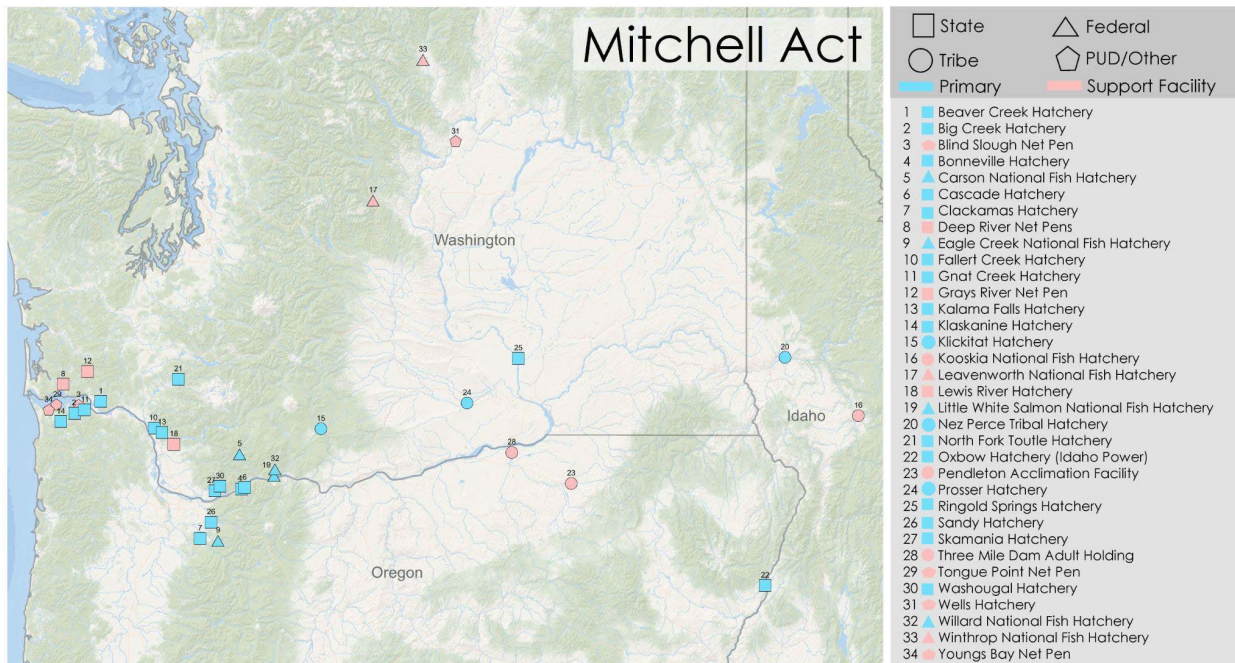 Mitchell Act
State
Federal
Tribe
PUD/Other
Primary
Support Facility
1 Beaver Creek Hatchery
2 Big Creek Hatchery
3 Blind Slough Net Pen
4 Bonneville Hatchery
5 Carson National Fish Hatchery
6 Cascade Hatchery
7 Clackamas Hatchery
8 Deep River Net Pens
9 Eagle Creek National Fish Hatchery
10 Fallert Creek Hatchery
11 Gnat Creek Hatchery
12 Grays River Net Pen
13 Kalama Falls Hatchery
14 Klaskanine Hatchery
15 Klickitat Hatchery
16 Kooskia National Fish Hatchery
17 Leavenworth National Fish Hatchery
18 Lewis River Hatchery
19 Little White Salmon National Fish Hatchery
20 Nez Perce Tribal Hatchery
21 North Fork Toutle Hatchery
22 Oxbow Hatchery (Idaho Power)
23 Pendleton Acclimation Facility
24 Prosser Hatchery
25 Ringold Springs Hatchery
26 Sandy Hatchery
27 Skamania Hatchery
28 Three Mile Dam Adult Holding
29 Tongue Point Net Pen
30 Washougal Hatchery
31 Wells Hatchery
32 Willard National Fish Hatchery
33 Winthrop National Fish Hatchery
34 Youngs Bay Net Pen
33
31
17
Washington
25
20
12
21
8
24
34
29
3
2
11
1
14
Idaho
16
10
13
15
18
28
5
32
19
23
27
30
4
6
26
7
9
Oregon
22